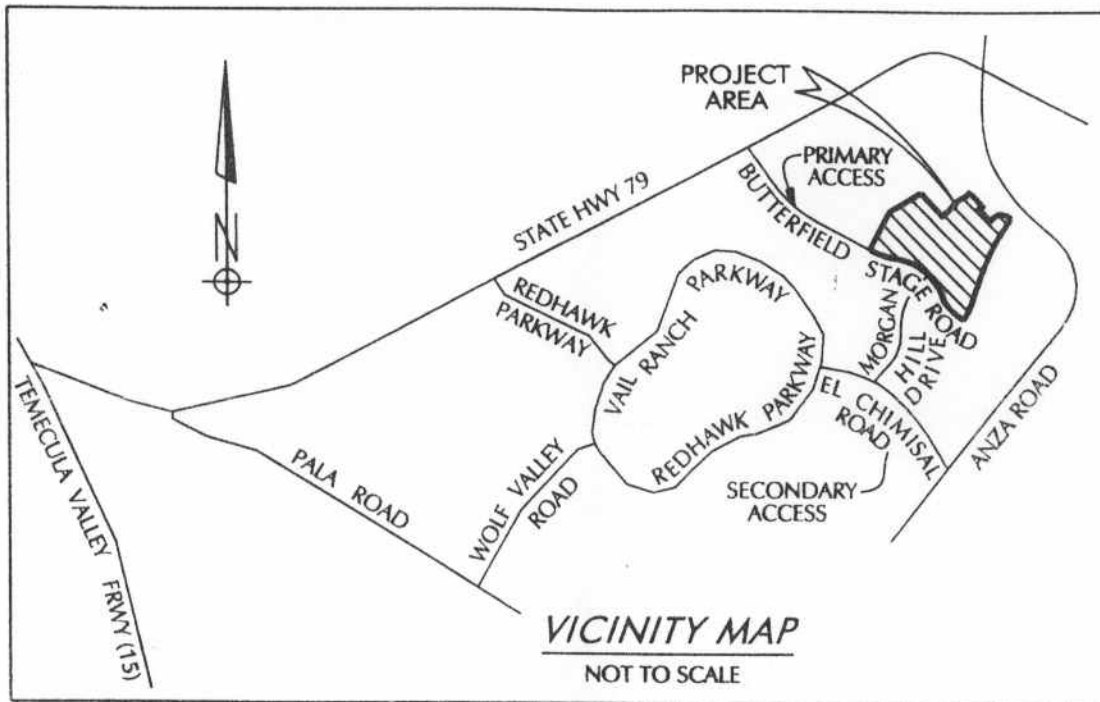 PROJECT
AREA
PRIMARY
ACCESS
STATE HWY 79
BUTTERFIELD STAGE ROAD
N
REDHAWK
PARKWAY
VAIL RANCH PARKWAY
MORGAN
HILL
DRIVE
REDHAWK PARKWAY
EL CHIMISAL
ROAD
ANZA ROAD
TEMECULA VALLEY FRWY (15)
PALA ROAD
WOLF VALLEY
ROAD
SECONDARY
ACCESS
VICINITY MAP
NOT TO SCALE